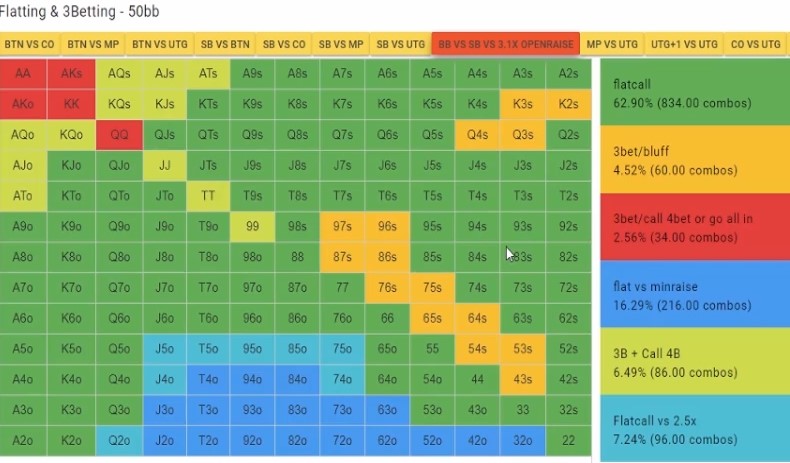 Flatting & 3Betting - 50bb
BTN VS CO BTN VS MP BTN VS UTG SB VS BTN SB VS CO SB VS MP SB VS UTG BB VS SB VS 3.1X OPENRAISE MP VS UTG UTG+1 VS UTG CO VS UTG
AA AKs AQs AJs ATs A9s A8s A7s A6s A5s A4s A3s A2s
AKo KK KQs KJs KTs K9s K8s K7s K6s K5s K4s K3s K2s
AQo KQo QQ QJs QTs Q9s Q8s Q7s Q6s Q5s Q4s Q3s Q2s
AJo KJo QJo JJ JTs J9s J8s J7s J6s J5s J4s J3s J2s
ATo KTo QTo JTo TT T9s T8s T7s T6s T5s T4s T3s T2s
A9o K9o Q9o J9o T9o 99 98s 97s 96s 95s 94s 93s 92s
A8o K8o Q8o J8o T8o 98o 88 87s 86s 85s 84s 83s 82s
A7o K7o Q7o J7o T7o 97o 87o 77 76s 75s 74s 73s 72s
A6o K6o Q6o J6o T6o 96o 86o 76o 66 65s 64s 63s 62s
A5o K5o Q5o J5o T5o 95o 85o 75o 65o 55 54s 53s 52s
A4o K4o Q4o J4o T4o 94o 84o 74o 64o 54o 44 43s 42s
A3o K3o Q3o J3o T3o 93o 83o 73o 63o 53o 43o 33 32s
A2o K2o Q2o J2o T2o 92o 82o 72o 62o 52o 42o 32o 22
flatcall
62.90% (834.00 combos)
3bet/bluff
4.52% (60.00 combos)
3bet/call 4bet or go all in
2.56% (34.00 combos)
flat vs minraise
16.29% (216.00 combos)
3B + Call 4B
6.49% (86.00 combos)
Flatcall vs 2.5x
7.24% (96.00 combos)